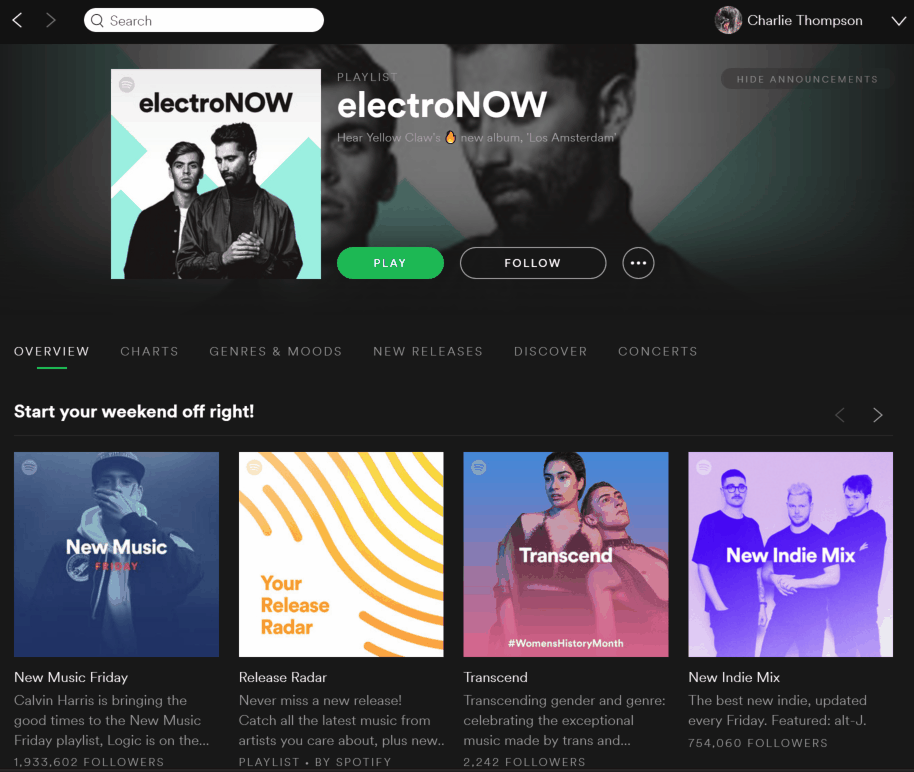 Search
Charlie Thompson
PLAYLIST
HIDE ANNOUNCEMENTS
electroNOW
electroNOW
Hear Yellow Claw's 🔥 new album, 'Los Amsterdam'
PLAY
FOLLOW
OVERVIEW
CHARTS
GENRES & MOODS
NEW RELEASES
DISCOVER
CONCERTS
Start your weekend off right!
New Music
FRIDAY
Your
Release
Radar
Transcend
#WomensHistoryMonth
New Indie Mix
New Music Friday
Calvin Harris is bringing the
good times to the New Music
Friday playlist, Logic is on the...
1,933,602 FOLLOWERS
Release Radar
Never miss a new release!
Catch all the latest music from
artists you care about, plus new..
PLAYLIST • BY SPOTIFY
Transcend
Transcending gender and genre:
celebrating the exceptional
music made by trans and...
2,242 FOLLOWERS
New Indie Mix
The best new indie, updated
every Friday. Featured: alt-J.
754,060 FOLLOWERS